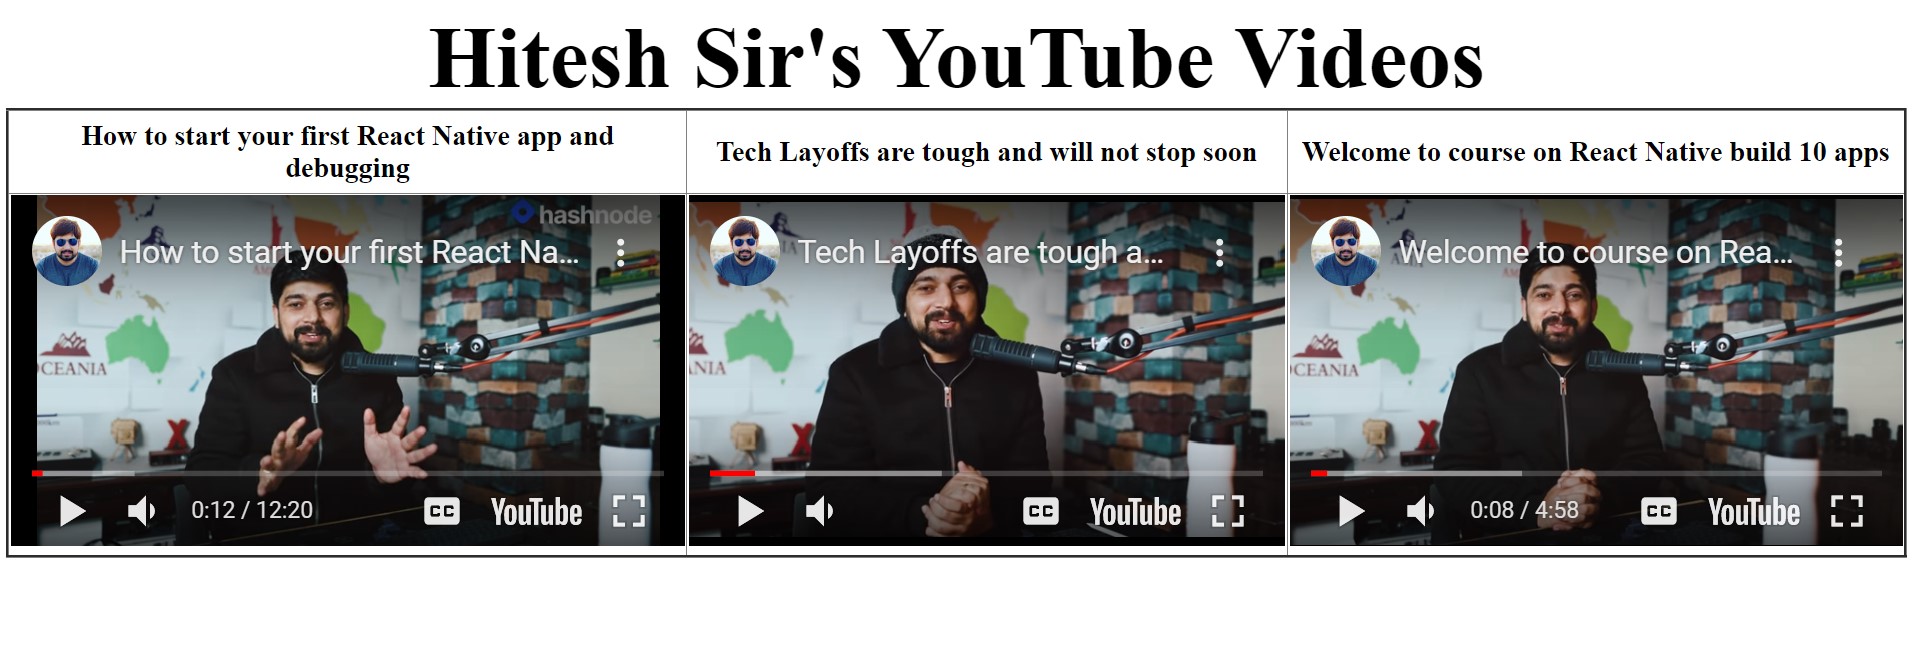 Hitesh Sir's YouTube Videos
How to start your first React Native app and
debugging
Tech Layoffs are tough and will not stop soon
Welcome to course on React Native build 10 apps
hashnode
How to start your first React Na...
OCEANIA
0:12 / 12:20
CC
YouTube
Tech Layoffs are tough a...
CC
YouTube
Welcome to course on Rea...
OCEANIA
0:08 / 4:58
CC
YouTube